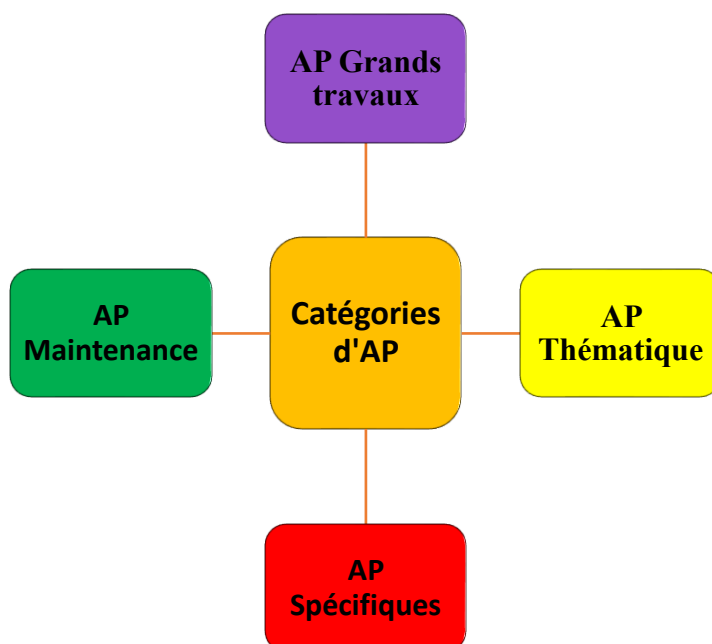 AP Grands
travaux
AP
Maintenance
Catégories
d'AP
AP
Thématique
AP
Spécifiques